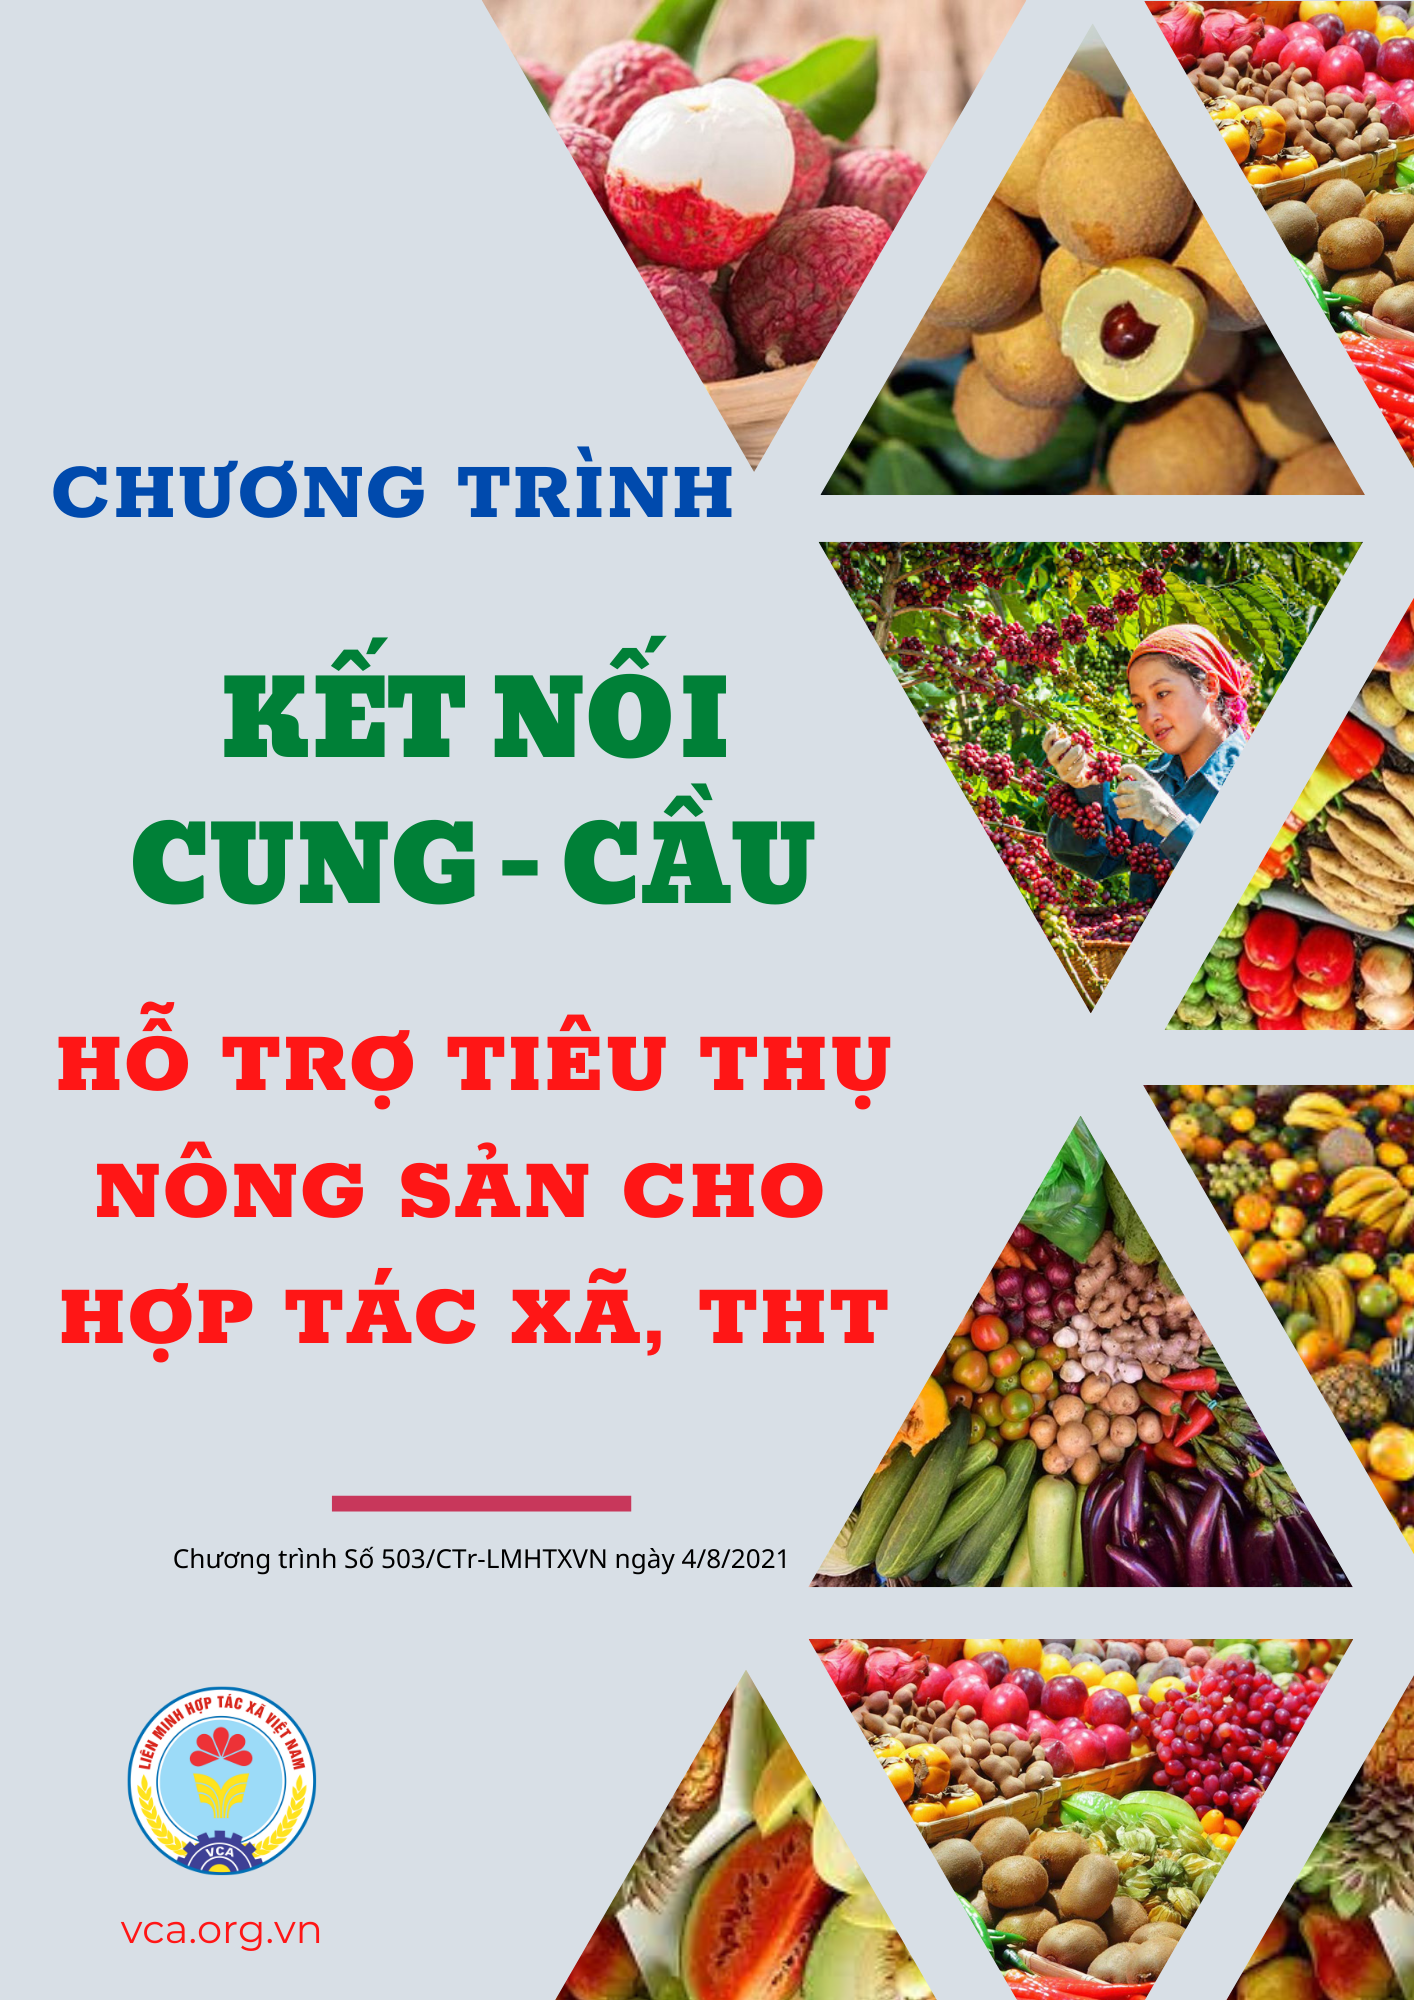 CHƯƠNG TRÌNH
KẾT NỐI
CUNG - CẦU
HỖ TRỢ TIÊU THỤ
NÔNG SẢN CHO
HỢP TÁC XÃ, THT
Chương trình Số 503/CTr-LMHTXVN ngày 4/8/2021
LIÊN MINH HỢP TÁC XÃ VIỆT NAM
VCA
vca.org.vn